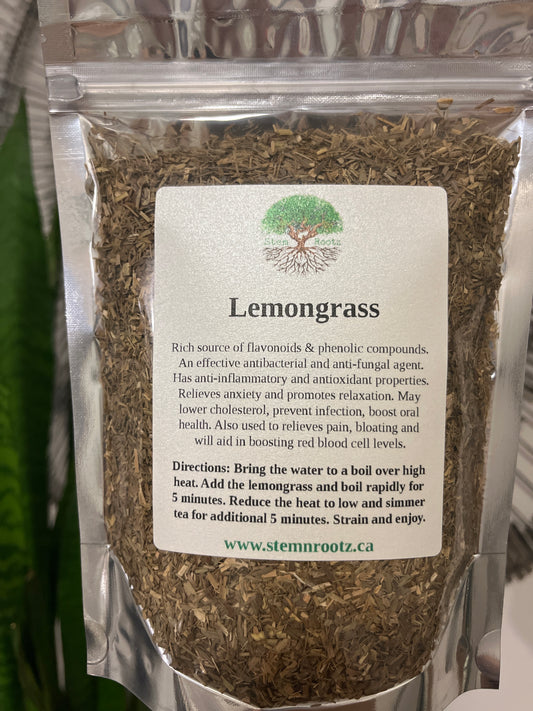 Stem Rootz
Lemongrass
Rich source of flavonoids & phenolic compounds.
An effective antibacterial and anti-fungal agent.
Has anti-inflammatory and antioxidant properties.
Relieves anxiety and promotes relaxation. May
lower cholesterol, prevent infection, boost oral
health. Also used to relieves pain, bloating and
will aid in boosting red blood cell levels.
Directions: Bring the water to a boil over high
heat. Add the lemongrass and boil rapidly for
5 minutes. Reduce the heat to low and simmer
tea for additional 5 minutes. Strain and enjoy.
www.stemnrootz.ca